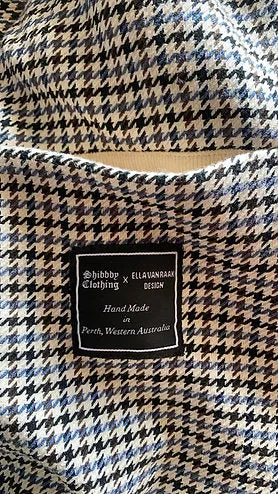 Shibbby Clothing x ELLAVANRAAK DESIGN
Hand Made
in
Perth, Western Australia